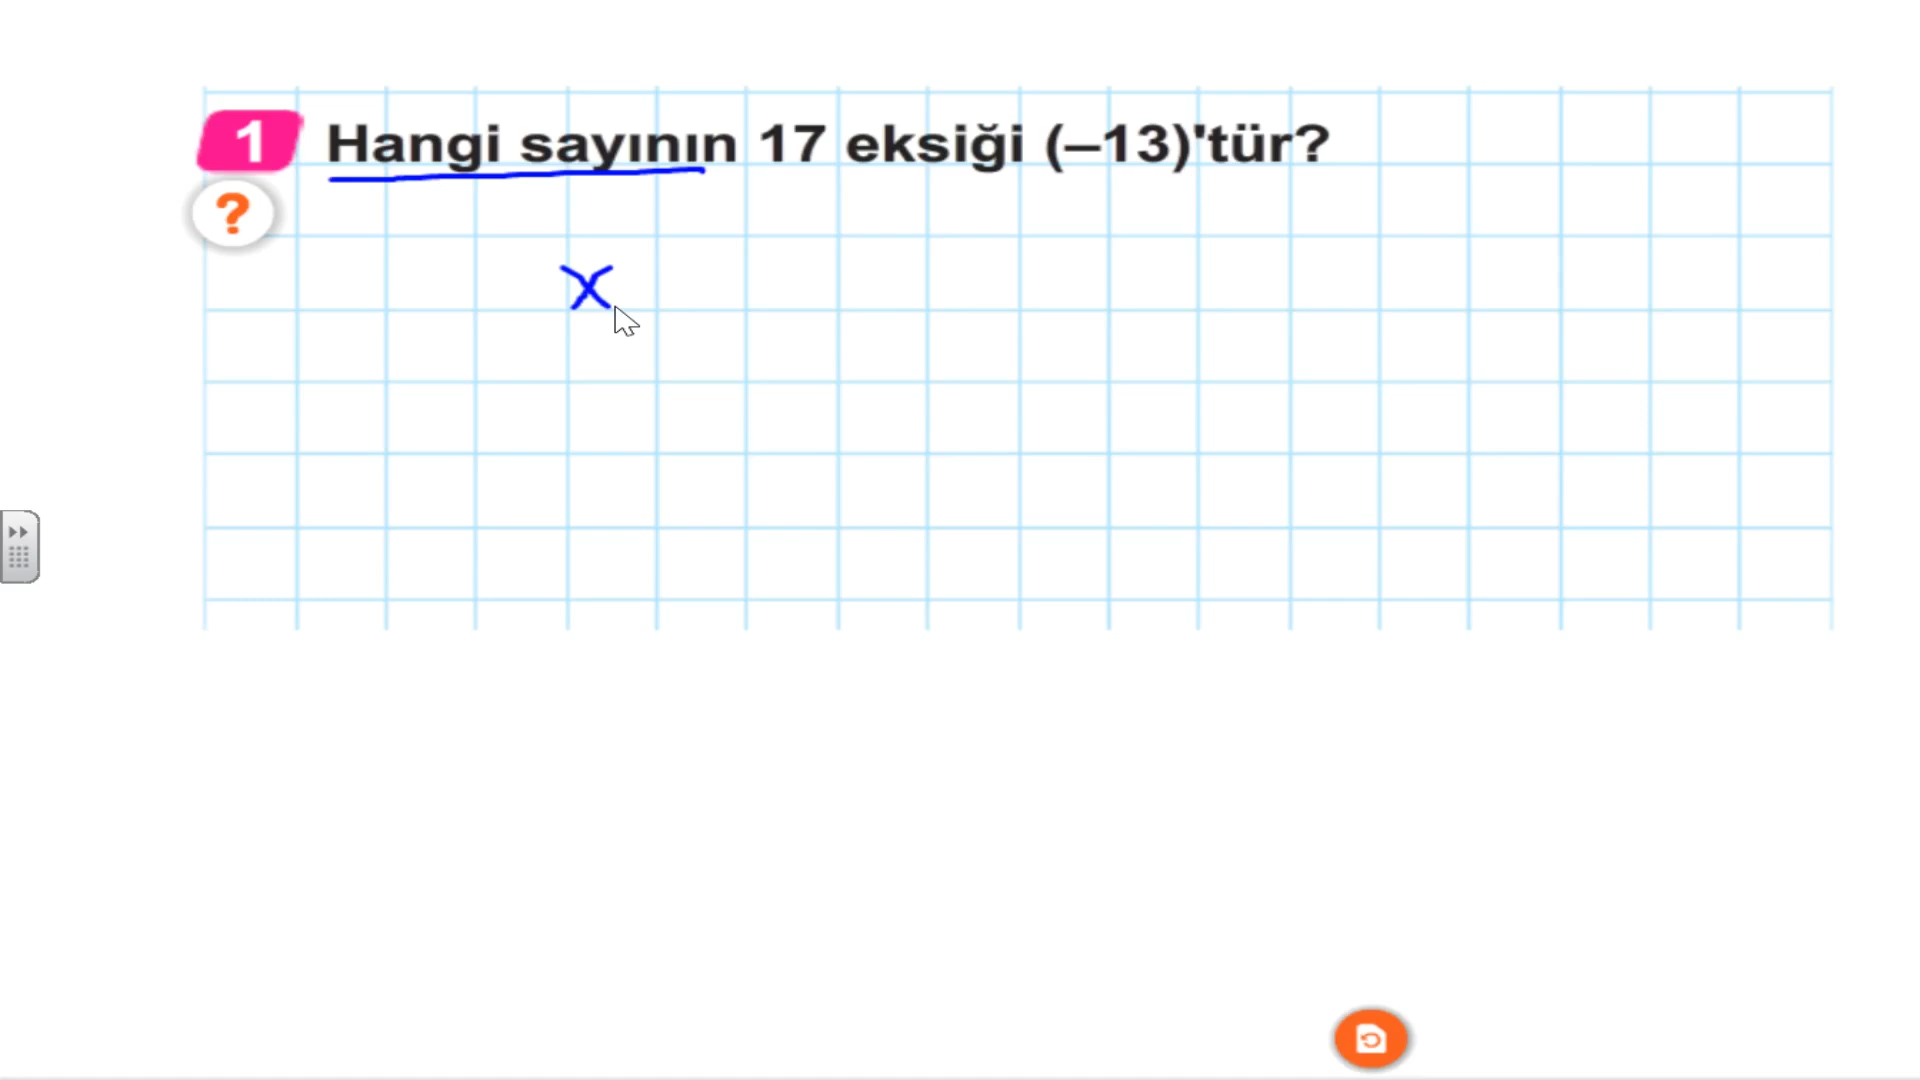 1 Hangi sayının 17 eksiği (–13)'tür?
?
x